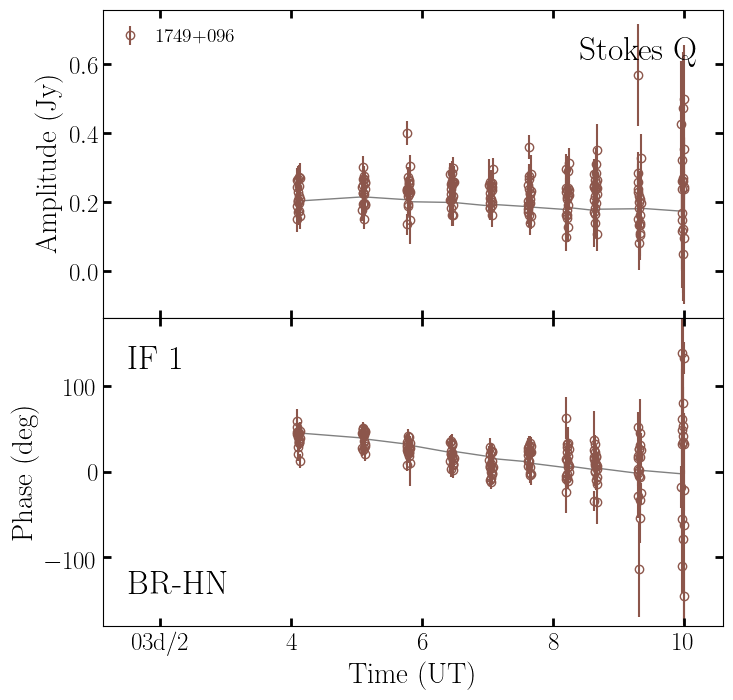 1749+096
Stokes Q
Amplitude (Jy)
0.6
0.4
0.2
0.0
IF 1
Phase (deg)
100
0
−100
BR-HN
03d/2 4 6 8 10
Time (UT)